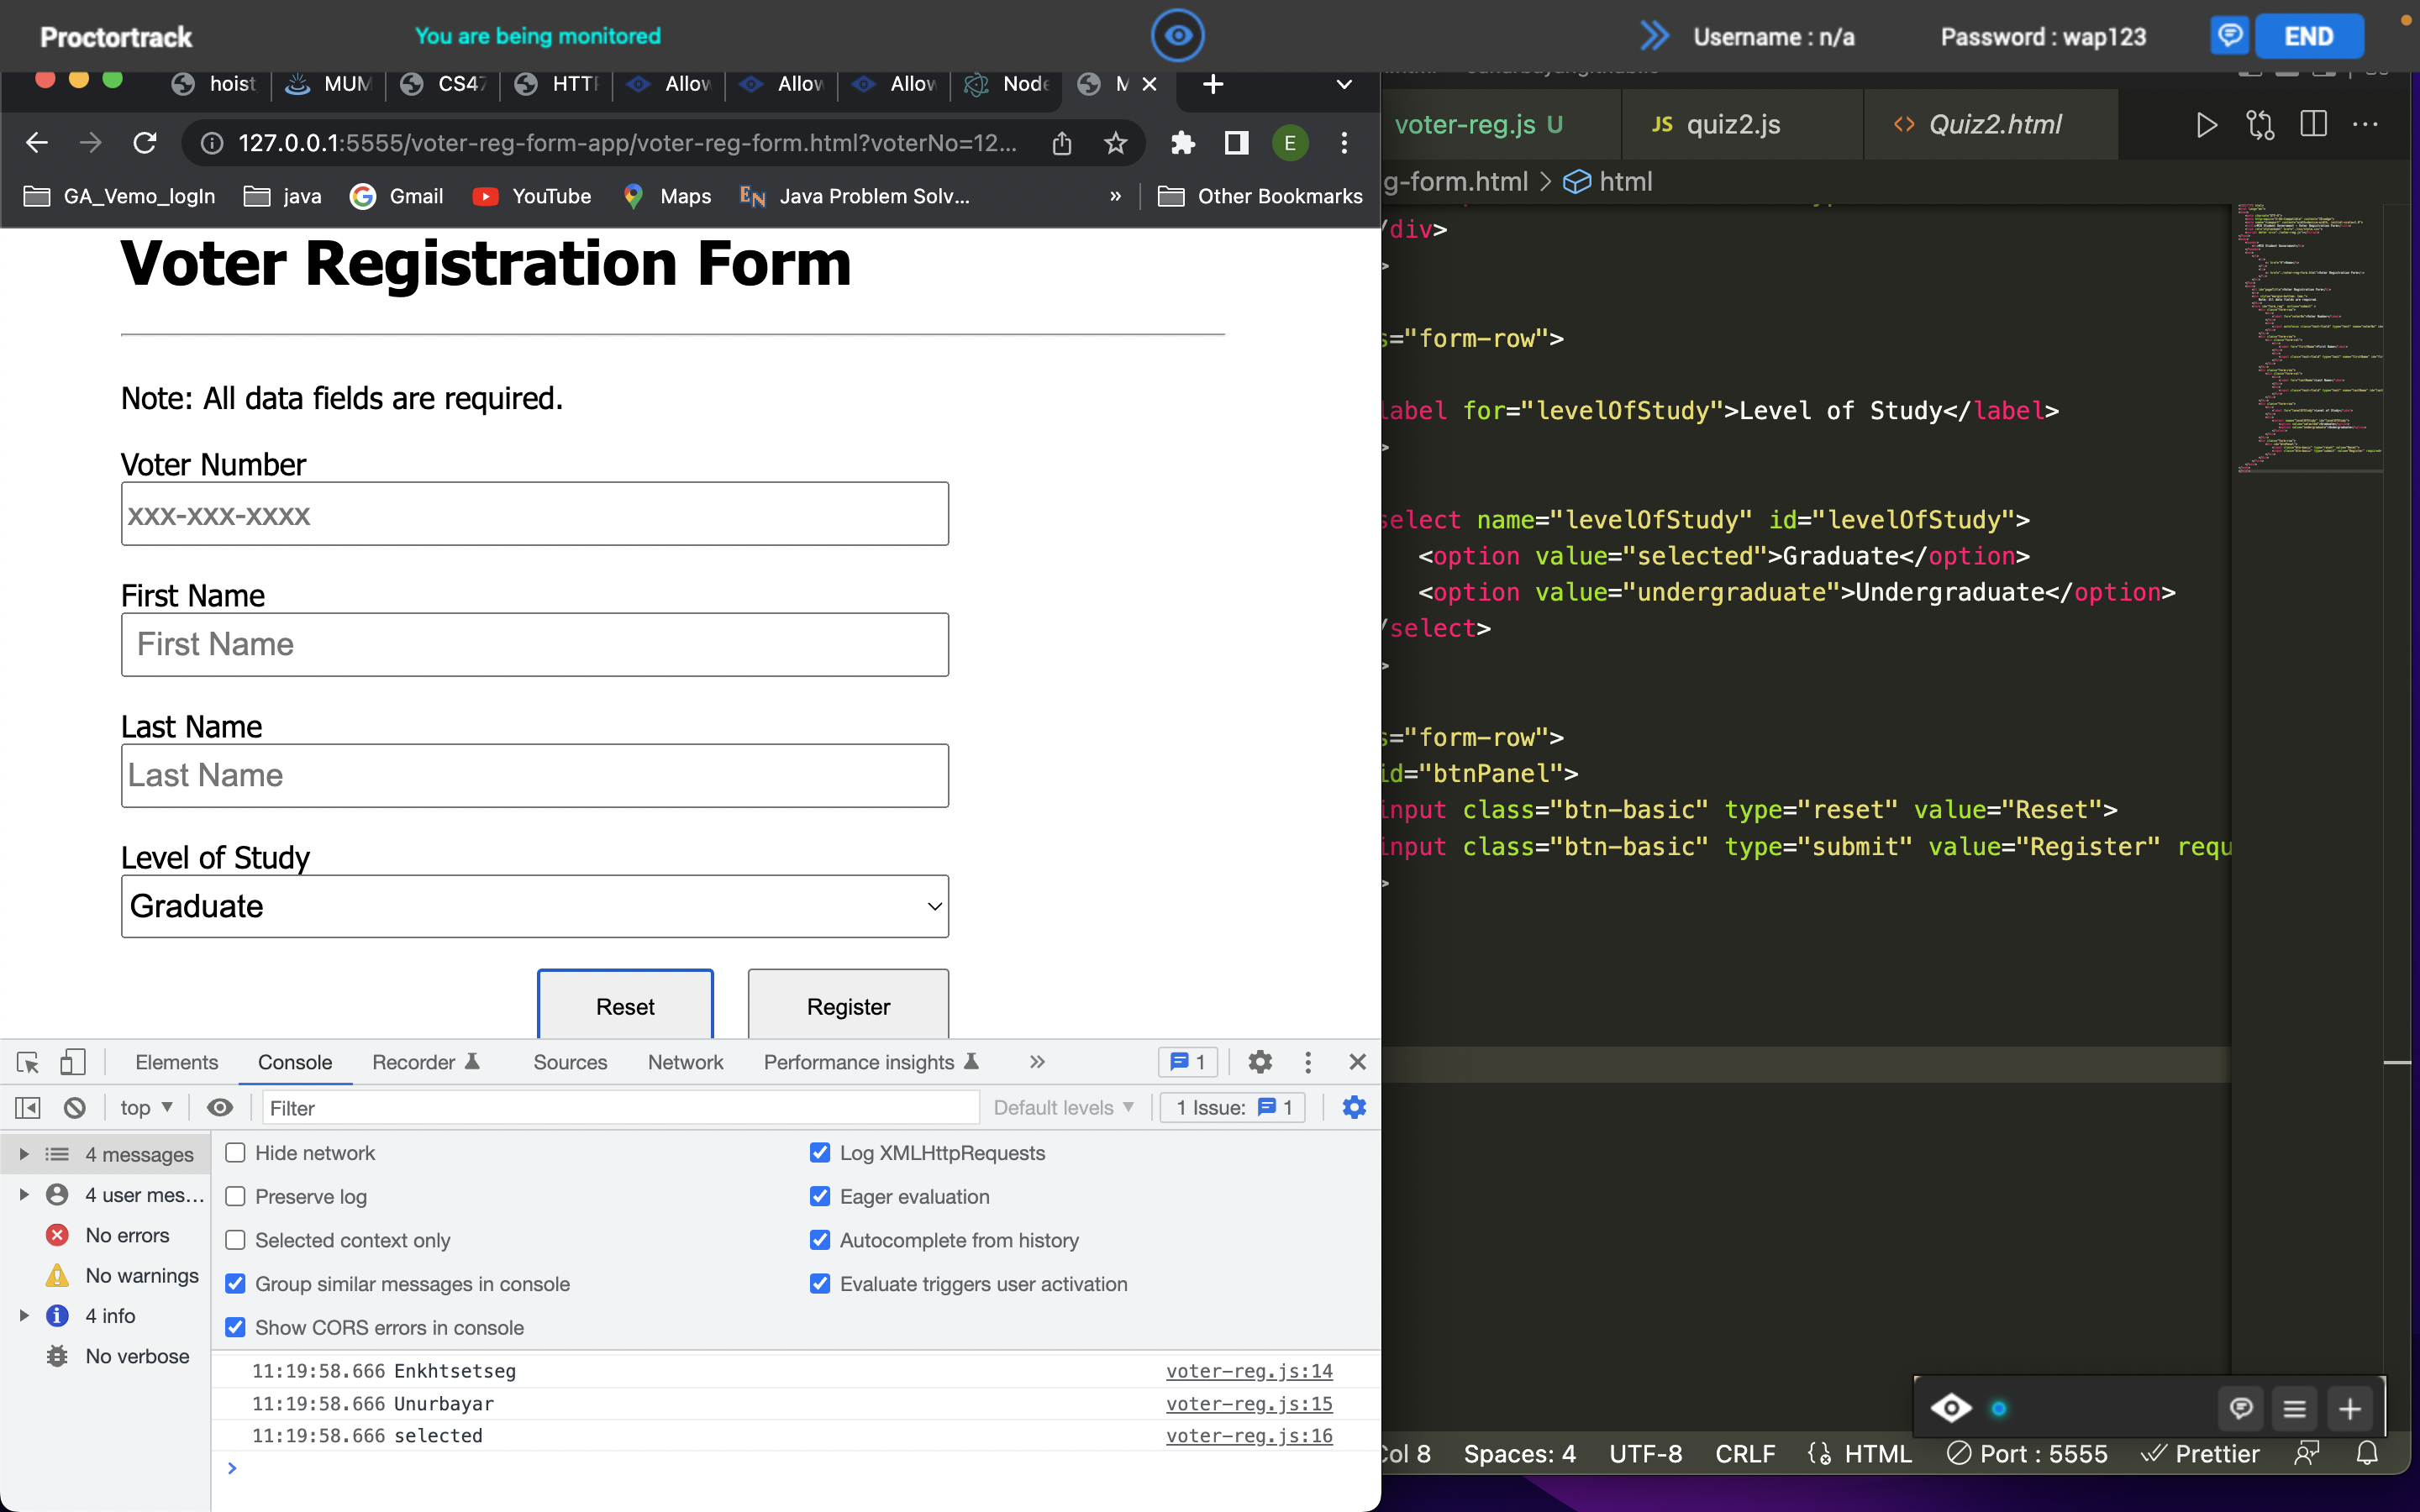 Proctortrack
You are being monitored
Username : n/a
Password : wap123
END
hoist
MUM
CS47
HTTP
Allow
Allow
Allow
Node
M
127.0.0.1:5555/voter-reg-form-app/voter-reg-form.html?voterNo=12...
E
GA_Vemo_logIn
java
Gmail
YouTube
Maps
EN
Java Problem Solv...
»
Other Bookmarks
Voter Registration Form
Note: All data fields are required.
Voter Number
xxx-xxx-xxxx
First Name
First Name
Last Name
Last Name
Level of Study
Graduate
Reset
Register
Elements
Console
Recorder
Sources
Network
Performance insights
»
1
top
Filter
Default levels
1 Issue:
1
4 messages
4 user mes...
No errors
No warnings
4 info
No verbose
Hide network
Log XMLHttpRequests
Preserve log
Eager evaluation
Selected context only
Autocomplete from history
Group similar messages in console
Evaluate triggers user activation
Show CORS errors in console
11:19:58.666 Enkhtsetseg voter-reg.js:14
11:19:58.666 Unurbayar voter-reg.js:15
11:19:58.666 selected voter-reg.js:16
>
voter-reg.js U
JS quiz2.js
<> Quiz2.html
g-form.html > html
/div>
>
s="form-row">
label for="levelOfStudy">Level of Study</label>
>
select name="levelOfStudy" id="levelOfStudy">
<option value="selected">Graduate</option>
<option value="undergraduate">Undergraduate</option>
/select>
>
s="form-row">
id="btnPanel">
input class="btn-basic" type="reset" value="Reset">
input class="btn-basic" type="submit" value="Register" requ
>
Col 8
Spaces: 4
UTF-8
CRLF
HTML
Port : 5555
Prettier